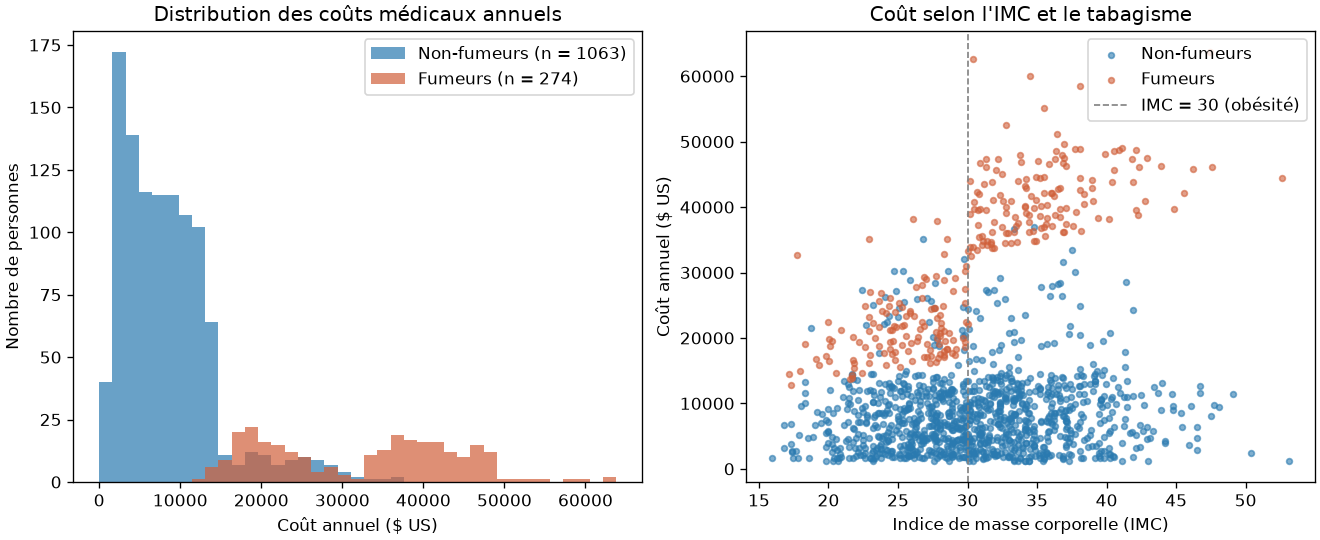 Distribution des coûts médicaux annuels
Nombre de personnes
175
150
125
100
75
50
25
0
Non-fumeurs (n = 1063)
Fumeurs (n = 274)
0
10000
20000
30000
40000
50000
60000
Coût annuel ($ US)
Coût selon l'IMC et le tabagisme
Coût annuel ($ US)
60000
50000
40000
30000
20000
10000
0
Non-fumeurs
Fumeurs
IMC = 30 (obésité)
15
20
25
30
35
40
45
50
Indice de masse corporelle (IMC)